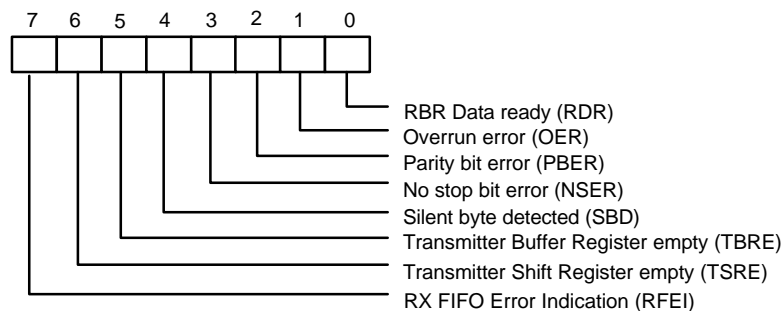 7 6 5 4 3 2 1 0
RBR Data ready (RDR)
Overrun error (OER)
Parity bit error (PBER)
No stop bit error (NSER)
Silent byte detected (SBD)
Transmitter Buffer Register empty (TBRE)
Transmitter Shift Register empty (TSRE)
RX FIFO Error Indication (RFEI)